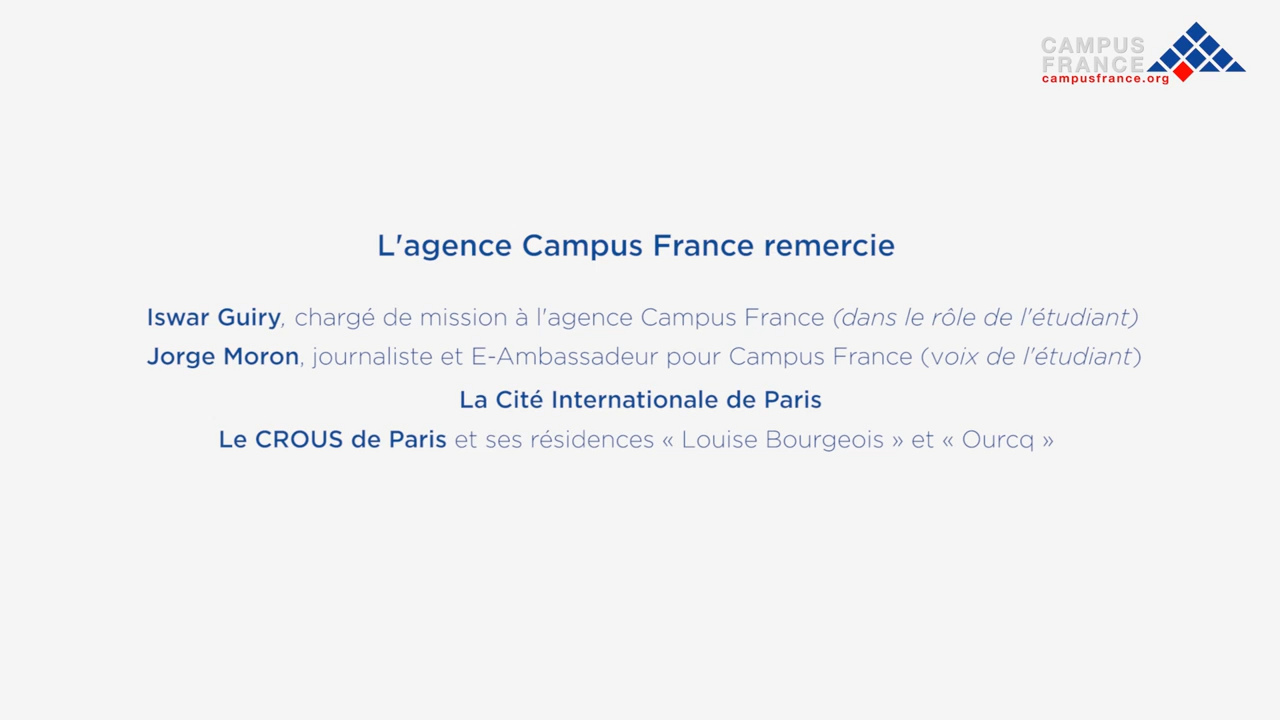 CAMPUS
FRANCE
campusfrance.org
L'agence Campus France remercie
Iswar Guiry, chargé de mission à l'agence Campus France (dans le rôle de l'étudiant)
Jorge Moron, journaliste et E-Ambassadeur pour Campus France (voix de l'étudiant)
La Cité Internationale de Paris
Le CROUS de Paris et ses résidences « Louise Bourgeois » et « Ourcq »